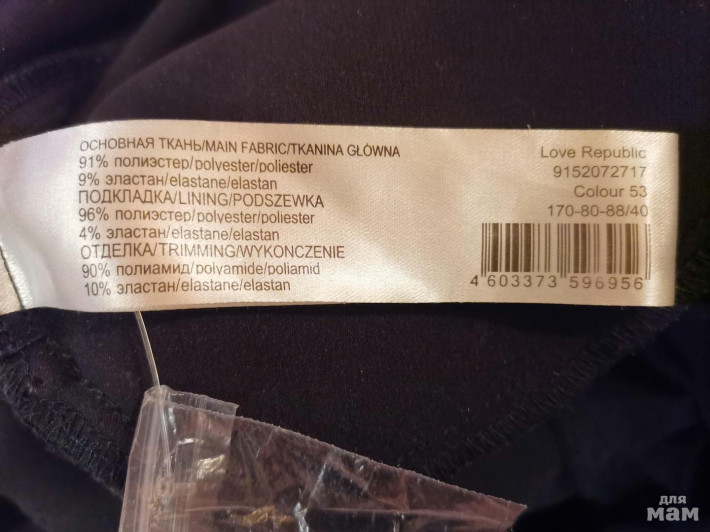 ОСНОВНАЯ ТКАНЬ/MAIN FABRIC/TKANINA GŁÓWNA
91% полиэстер/polyester/poliester
9% эластан/elastane/elastan
ПОДКЛАДКА/LINING/PODSZEWKA
96% полиэстер/polyester/poliester
4% эластан/elastane/elastan
ОТДЕЛКА/TRIMMING/WYKONCZENIE
90% полиамид/polyamide/poliamid
10% эластан/elastane/elastan
Love Republic
9152072717
Colour 53
170-80-88/40
4 603373 596956
для
мам